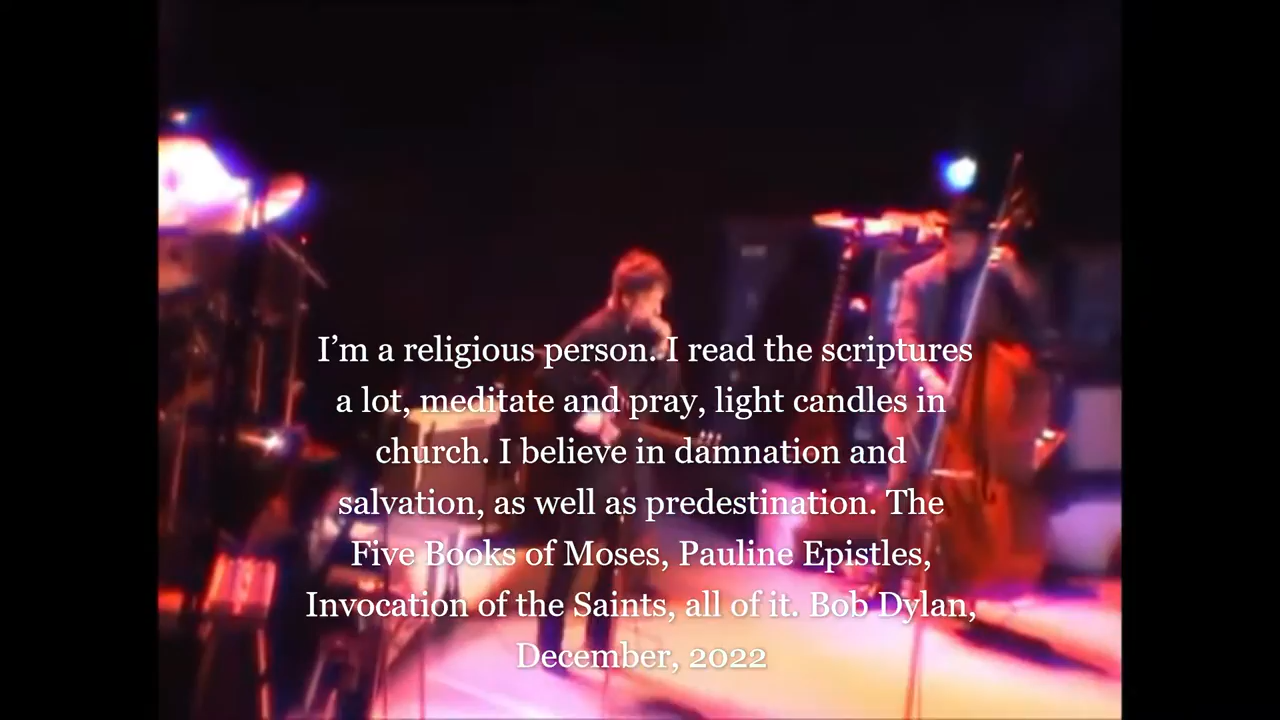 I’m a religious person. I read the scriptures
a lot, meditate and pray, light candles in
church. I believe in damnation and
salvation, as well as predestination. The
Five Books of Moses, Pauline Epistles,
Invocation of the Saints, all of it. Bob Dylan,
December, 2022